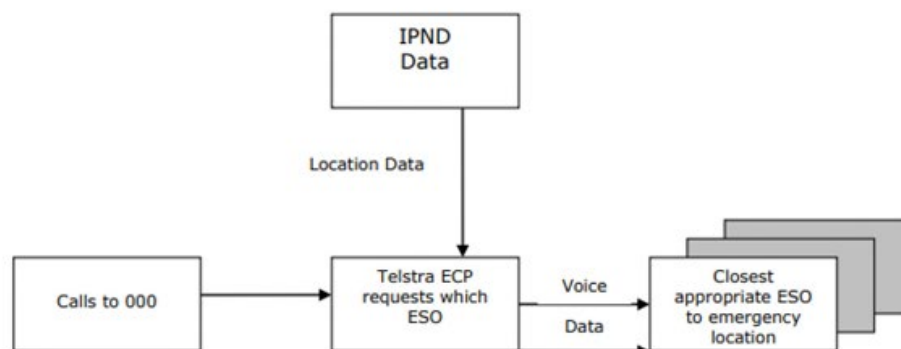 IPND
Data
Location Data
Calls to 000
Telstra ECP
requests which
ESO
Voice
Data
Closest
appropriate ESO
to emergency
location